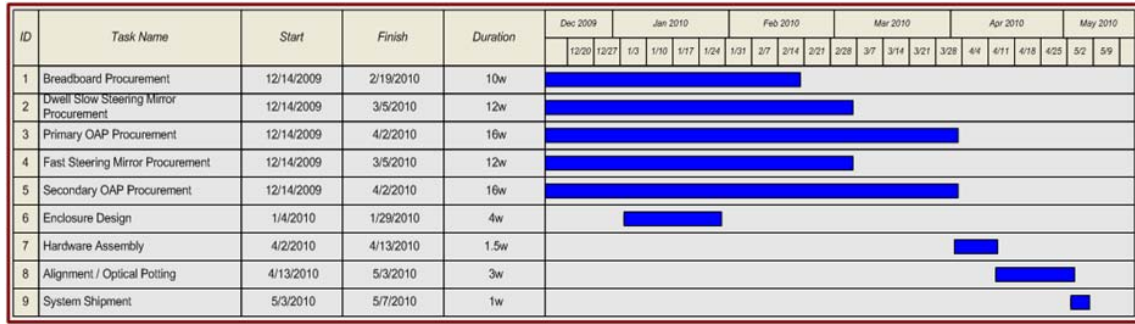 ID Task Name Start Finish Duration Dec 2009 Jan 2010 Feb 2010 Mar 2010 Apr 2010 May 2010
12/20 12/27 1/3 1/10 1/17 1/24 1/31 2/7 2/14 2/21 2/28 3/7 3/14 3/21 3/28 4/4 4/11 4/18 4/25 5/2 5/9
1 Breadboard Procurement 12/14/2009 2/19/2010 10w
2 Dwell Slow Steering Mirror
Procurement 12/14/2009 3/5/2010 12w
3 Primary OAP Procurement 12/14/2009 4/2/2010 16w
4 Fast Steering Mirror Procurement 12/14/2009 3/5/2010 12w
5 Secondary OAP Procurement 12/14/2009 4/2/2010 16w
6 Enclosure Design 1/4/2010 1/29/2010 4w
7 Hardware Assembly 4/2/2010 4/13/2010 1.5w
8 Alignment / Optical Potting 4/13/2010 5/3/2010 3w
9 System Shipment 5/3/2010 5/7/2010 1w